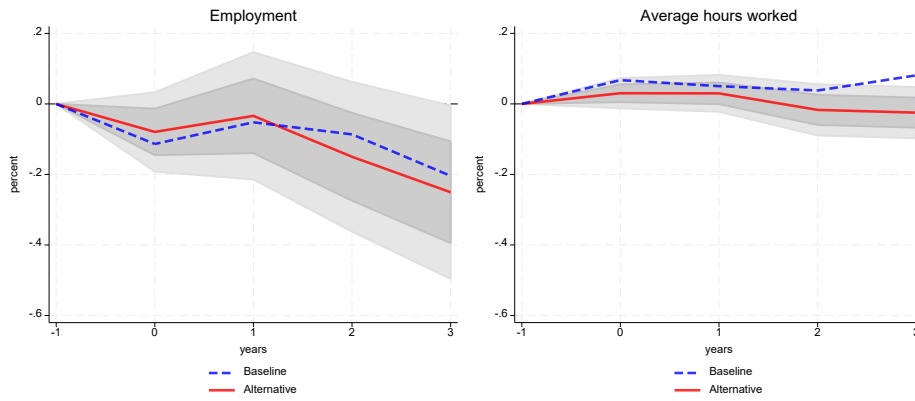 Employment
.2
0
-.2
-.4
-.6
percent
-1 0 1 2 3
years
Baseline
Alternative
Average hours worked
.2
0
-.2
-.4
-.6
percent
-1 0 1 2 3
years
Baseline
Alternative